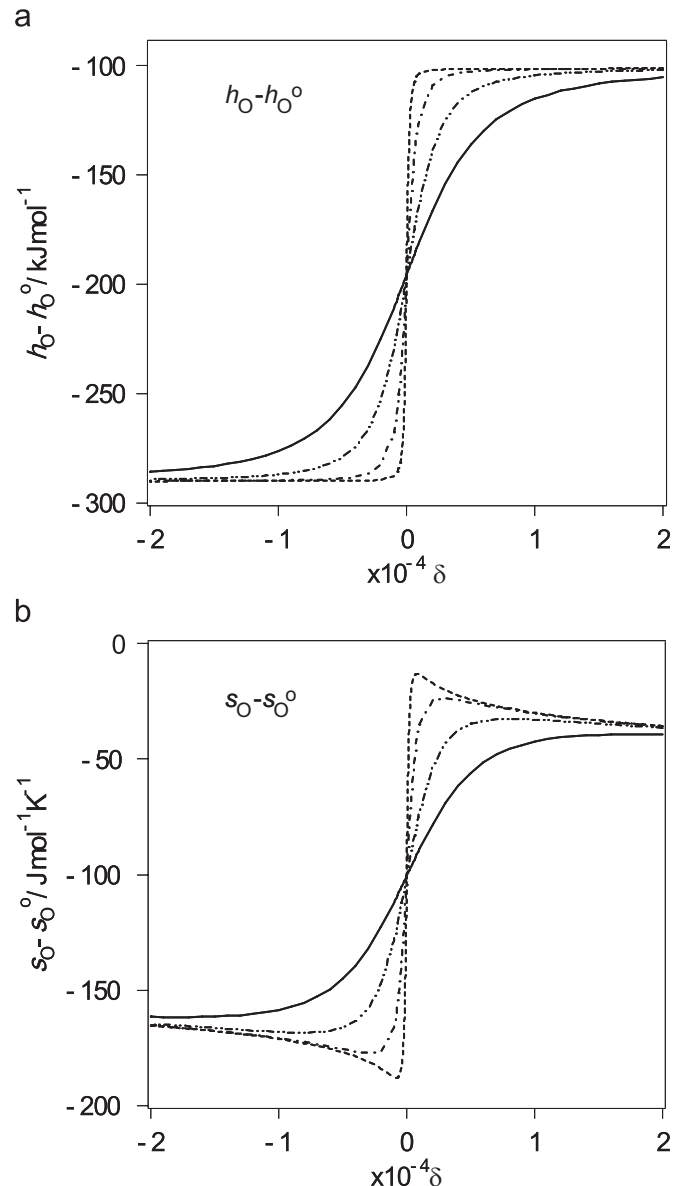 a
h_O-h_O^o
h_O-h_O^o/kJmol^-1
-100
-150
-200
-250
-300
-2
-1
0
1
2
x10^-4 δ
b
s_O-s_O^o
s_O-s_O^o/Jmol^-1K^-1
0
-50
-100
-150
-200
-2
-1
0
1
2
x10^-4δ